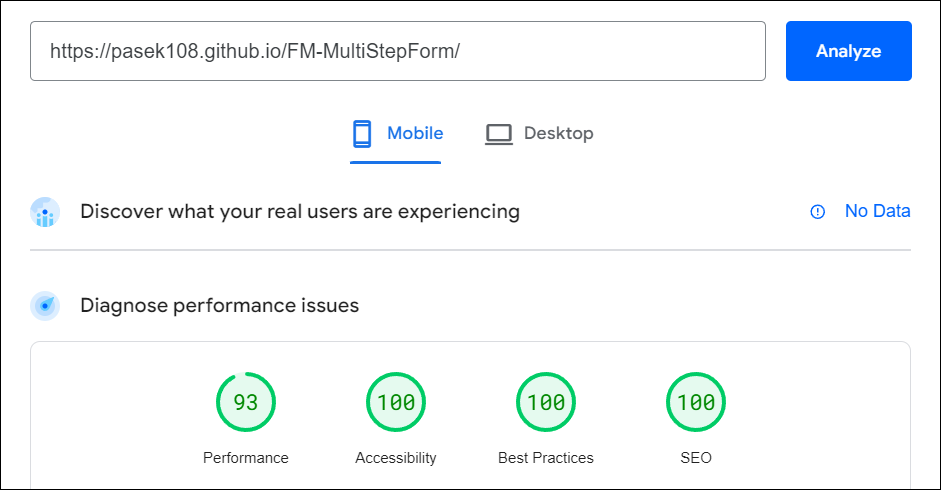 https://pasek108.github.io/FM-MultiStepForm/
Analyze
Mobile
Desktop
Discover what your real users are experiencing
No Data
Diagnose performance issues
93
100
100
100
Performance
Accessibility
Best Practices
SEO